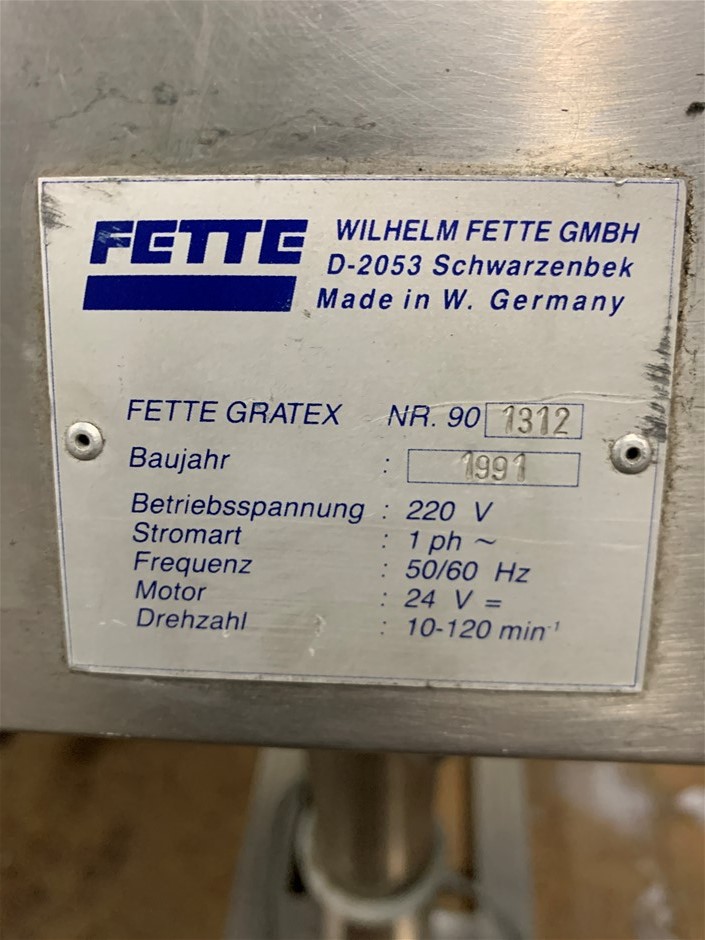 FETTE
WILHELM FETTE GMBH
D-2053 Schwarzenbek
Made in W. Germany
FETTE GRATEX NR. 90 1312
Baujahr : 1991
Betriebsspannung : 220 V
Stromart : 1 ph ~
Frequenz : 50/60 Hz
Motor : 24 V =
Drehzahl : 10-120 min⁻¹